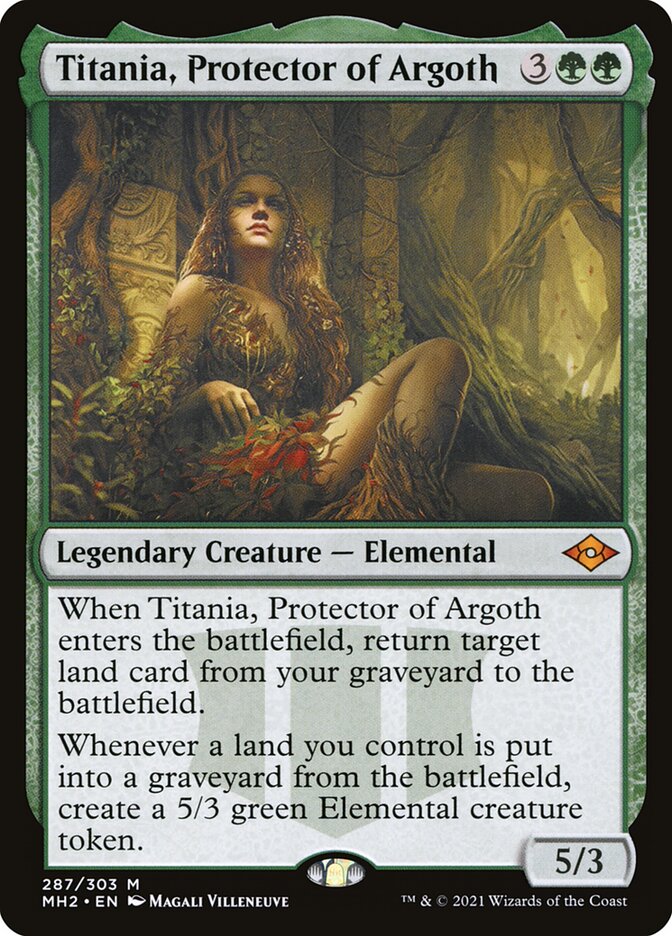 Titania, Protector of Argoth 3
Legendary Creature — Elemental
When Titania, Protector of Argoth
enters the battlefield, return target
land card from your graveyard to the
battlefield.
Whenever a land you control is put
into a graveyard from the battlefield,
create a 5/3 green Elemental creature
token.
5/3
287/303 M
MH2 • EN Magali Villeneuve
™ & © 2021 Wizards of the Coast